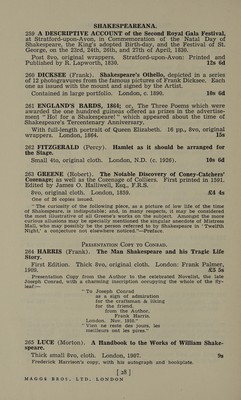 SHAKESPEAREANA.
259 A DESCRIPTIVE ACCOUNT of the Second Royal Gala Festival,
at Stratford-upon-Avon, in Commemoration of the Natal Day of
Shakespeare, the King's adopted Birth-day, and the Festival of St.
George, on the 23rd, 24th, 26th, and 27th of April, 1830.
Post 8vo, original wrappers. Stratford-upon-Avon: Printed and
Published by R. Lapworth, 1830. 12s 6d
260 DICKSEE (Frank). Shakespeare's Othello, depicted in a series
of 12 photogravures from the famous pictures of Frank Dicksee. Each
one as issued with the mount and signed by the Artist.
Contained in large portfolio. London, c. 1890. 10s 6d
261 ENGLAND'S BARDS, 1864; or, The Three Poems which were
awarded the one hundred guineas offered as prizes in the advertise-
ment "Ho! for a Shakespeare!" which appeared about the time of
Shakespeare's Tercentenary Anniversary.
With full-length portrait of Queen Elizabeth. 18 pp., 8vo, original
wrappers. London, 1864. 15s
262 FITZGERALD (Percy). Hamlet as it should be arranged for
the Stage.
Small 4to, original cloth. London, N.D. (c. 1926). 10s 6d
263 GREENE (Robert). The Notable Discovery of Coney-Catchers'
Cozenage; as well as the Cozenage of Colliers. First printed in 1591.
Edited by James O. Halliwell, Esq., F.R.S.
8vo, original cloth. London, 1859. £4 4s
One of 26 copies issued.
"The curiosity of the following piece, as a picture of low life of the time
of Shakespeare, is indisputable; and, in many respects, it may be considered
the most illustrative of all Greene's works on the subject. Amongst the more
curious allusions may be specially mentioned the singular anecdote of Mistress
Mall, who may possibly be the person referred to by Shakespeare in 'Twelfth
Night,' a conjecture not elsewhere noticed."—Preface.
PRESENTATION COPY TO CONRAD.
264 HARRIS (Frank). The Man Shakespeare and his Tragic Life
Story.
First Edition. Thick 8vo, original cloth. London: Frank Palmer,
1909. £5 5s
Presentation Copy from the Author to the celebrated Novelist, the late
Joseph Conrad, with a charming inscription occupying the whole of the fly-
leaf—
"To Joseph Conrad
as a sign of admiration
for the craftsman & liking
for the friend.
from the Author.
Frank Harris.
London. Nov. 1910."
265 LUCE (Morton). A Handbook to the Works of William Shake-
speare.
Thick small 8vo, cloth. London, 1907. 9s
Frederick Harrison's copy, with his autograph and bookplate.
[ 28 ]
MAGGS BROS., LTD., LONDON